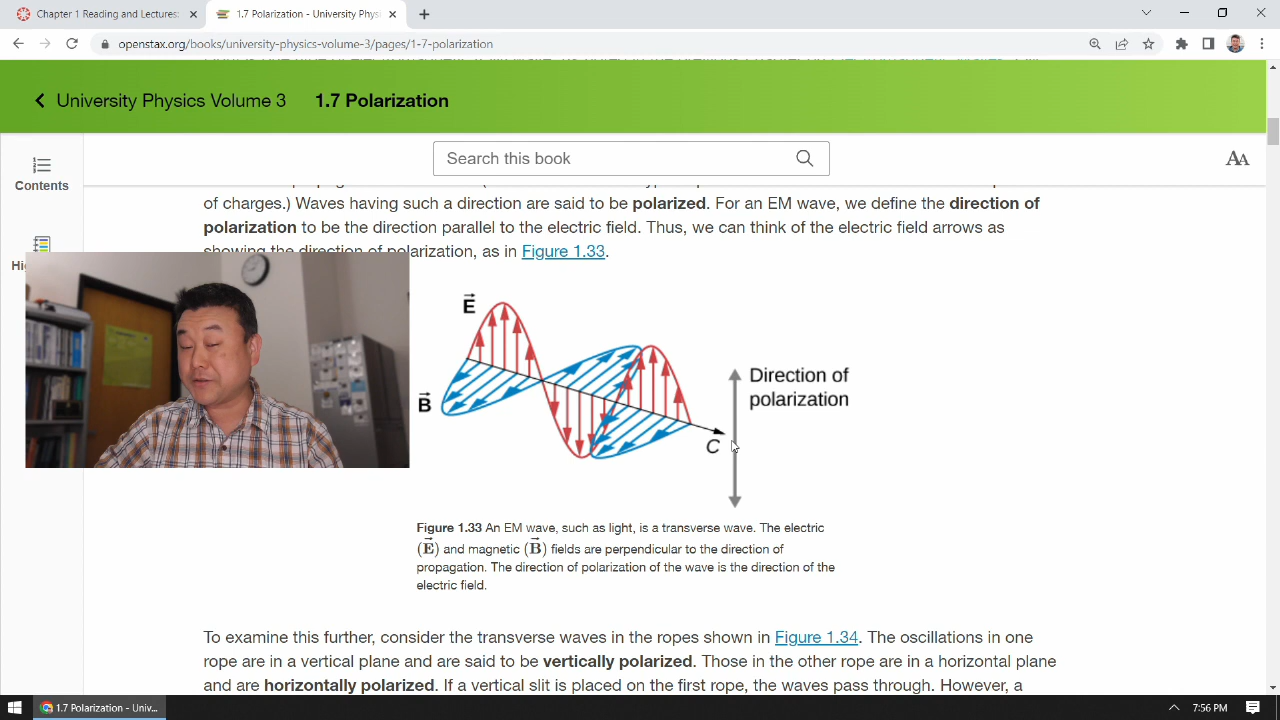 Chapter 1 Reading and Lectures:
1.7 Polarization - University Phys
openstax.org/books/university-physics-volume-3/pages/1-7-polarization
University Physics Volume 3
1.7 Polarization
Search this book
Contents
of charges.) Waves having such a direction are said to be polarized. For an EM wave, we define the direction of
polarization to be the direction parallel to the electric field. Thus, we can think of the electric field arrows as
showing the direction of polarization, as in Figure 1.33.
E⃗
B⃗
Direction of
polarization
C
Figure 1.33 An EM wave, such as light, is a transverse wave. The electric
(E⃗) and magnetic (B⃗) fields are perpendicular to the direction of
propagation. The direction of polarization of the wave is the direction of the
electric field.
To examine this further, consider the transverse waves in the ropes shown in Figure 1.34. The oscillations in one
rope are in a vertical plane and are said to be vertically polarized. Those in the other rope are in a horizontal plane
and are horizontally polarized. If a vertical slit is placed on the first rope, the waves pass through. However, a
1.7 Polarization - Univ...
7:56 PM